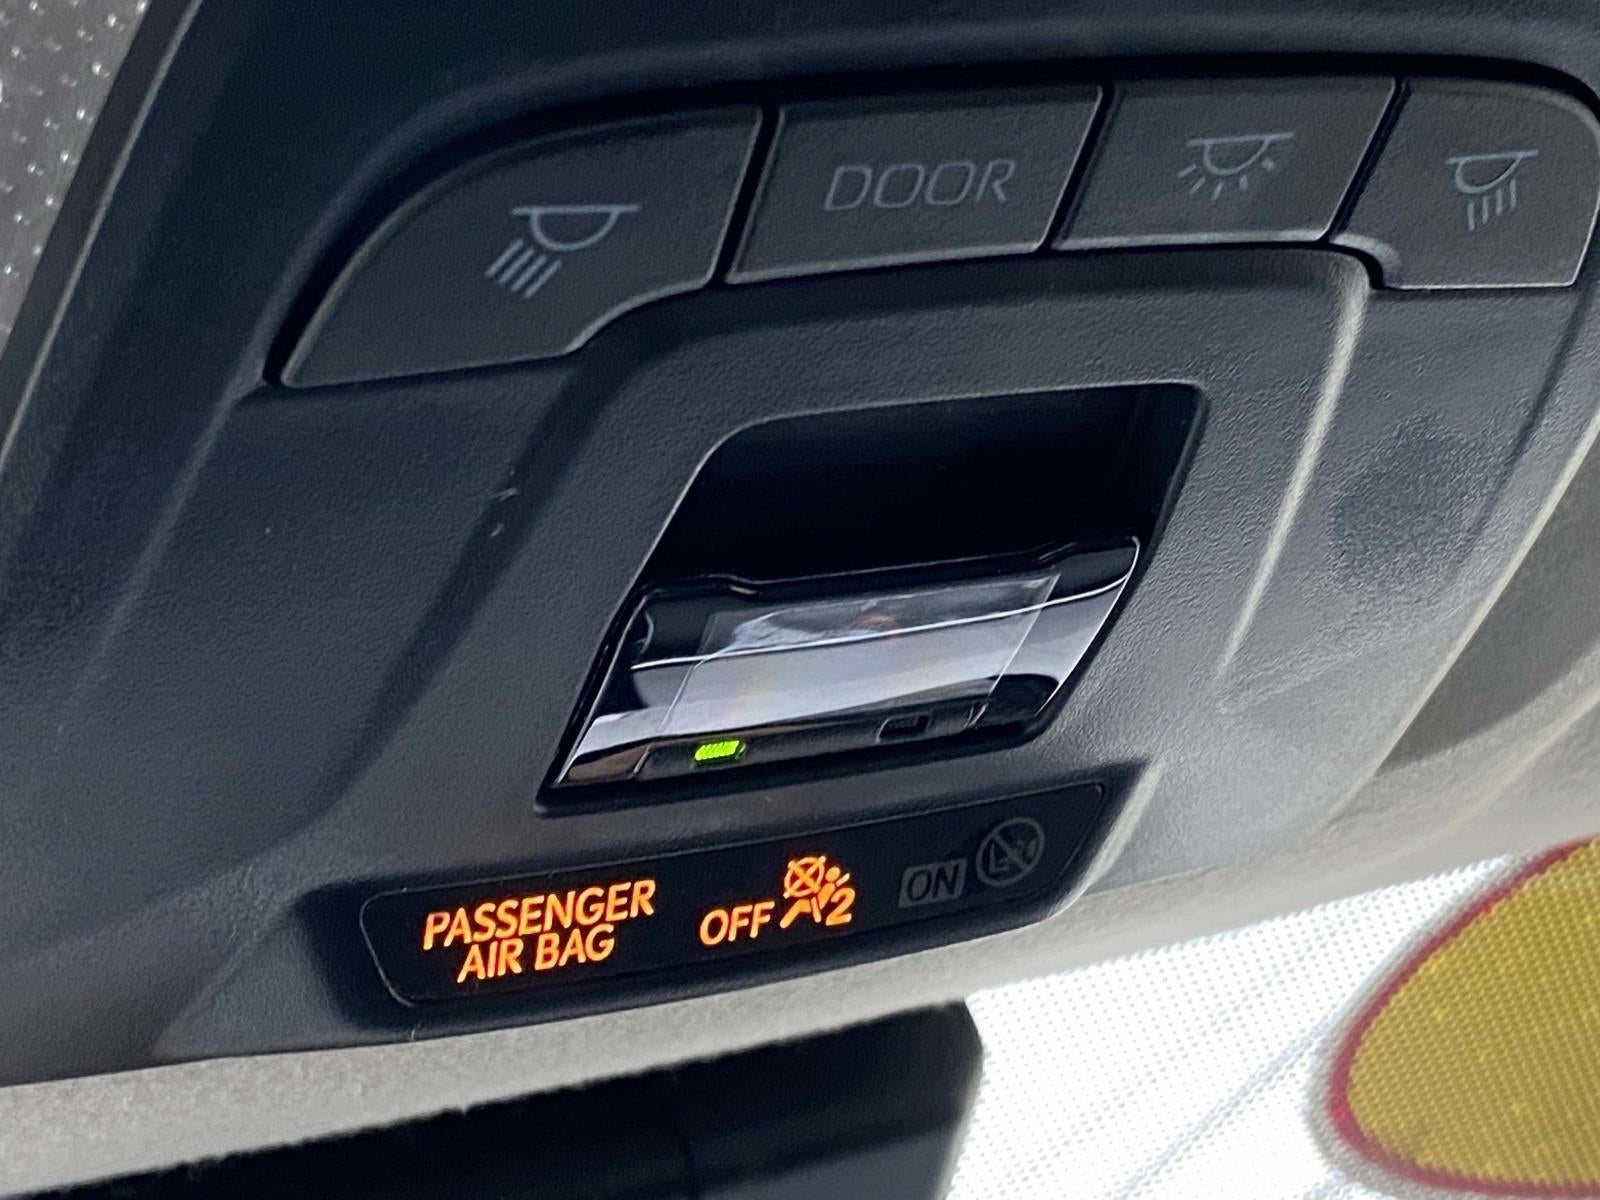 DOOR
PASSENGER
AIR BAG
OFF 2
ON